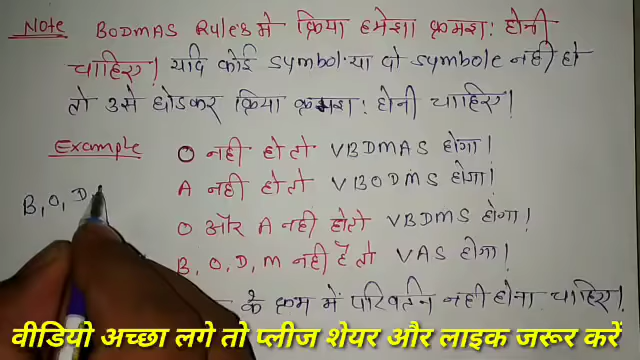 Note BODMAS Rules मे क्रिया हमेशा क्रमशः होनी
चाहिए। यदि कोई symbol या दो symbole नही हो
तो उसे छोडकर क्रिया क्रमशः होनी चाहिए।
Example O नही हो तो VBDMAS होगा।
A नही हो तो VBODMS होगा।
B, O, D,
O और A नही हो तो VBDMS होगा।
B, O, D, M नही है तो VAS होगा।
के क्रम में परिवर्तन नही होना चाहिए।
वीडियो अच्छा लगे तो प्लीज शेयर और लाइक जरूर करें